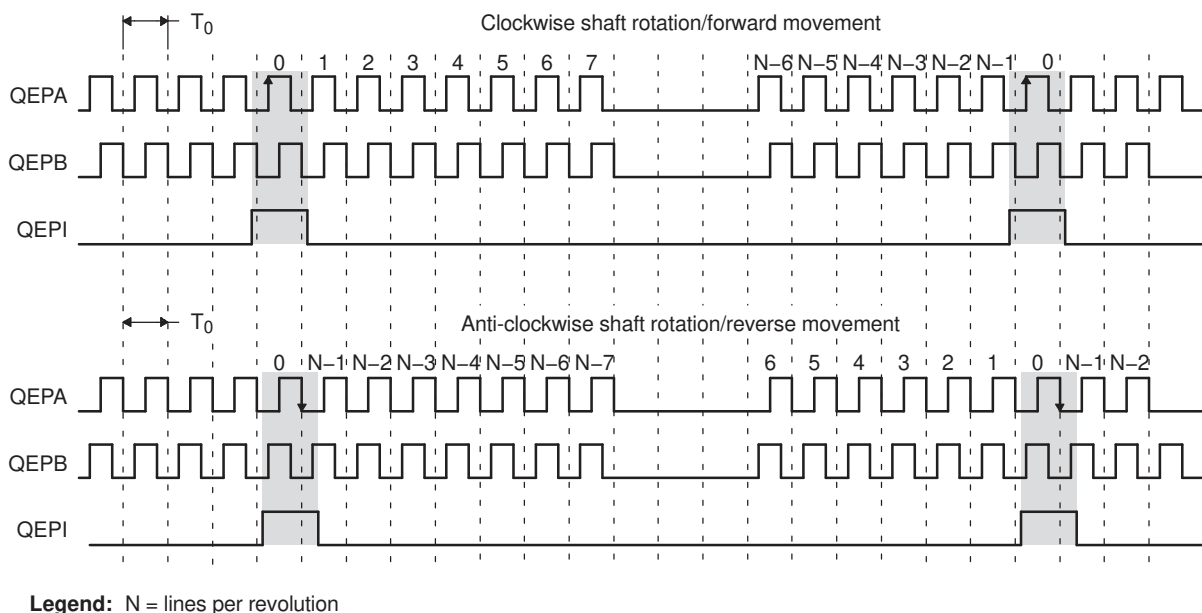 T0
Clockwise shaft rotation/forward movement
0 1 2 3 4 5 6 7 N−6 N−5 N−4 N−3 N−2 N−1 0
QEPA
QEPB
QEPI
T0
Anti-clockwise shaft rotation/reverse movement
0 N−1 N−2 N−3 N−4 N−5 N−6 N−7 6 5 4 3 2 1 0 N−1 N−2
QEPA
QEPB
QEPI
Legend: N = lines per revolution